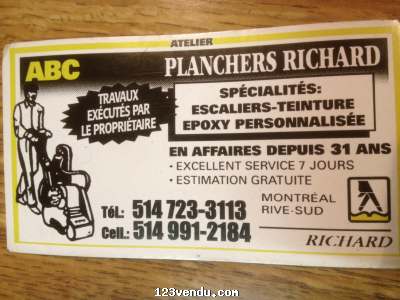 ATELIER
ABC
PLANCHERS RICHARD
TRAVAUX
EXÉCUTÉS PAR
LE PROPRIÉTAIRE
SPÉCIALITÉS:
ESCALIERS-TEINTURE
EPOXY PERSONNALISÉE
EN AFFAIRES DEPUIS 31 ANS
• EXCELLENT SERVICE 7 JOURS
• ESTIMATION GRATUITE
MONTRÉAL
RIVE-SUD
Tél.: 514 723-3113
Cell.: 514 991-2184
RICHARD
123vendu.com